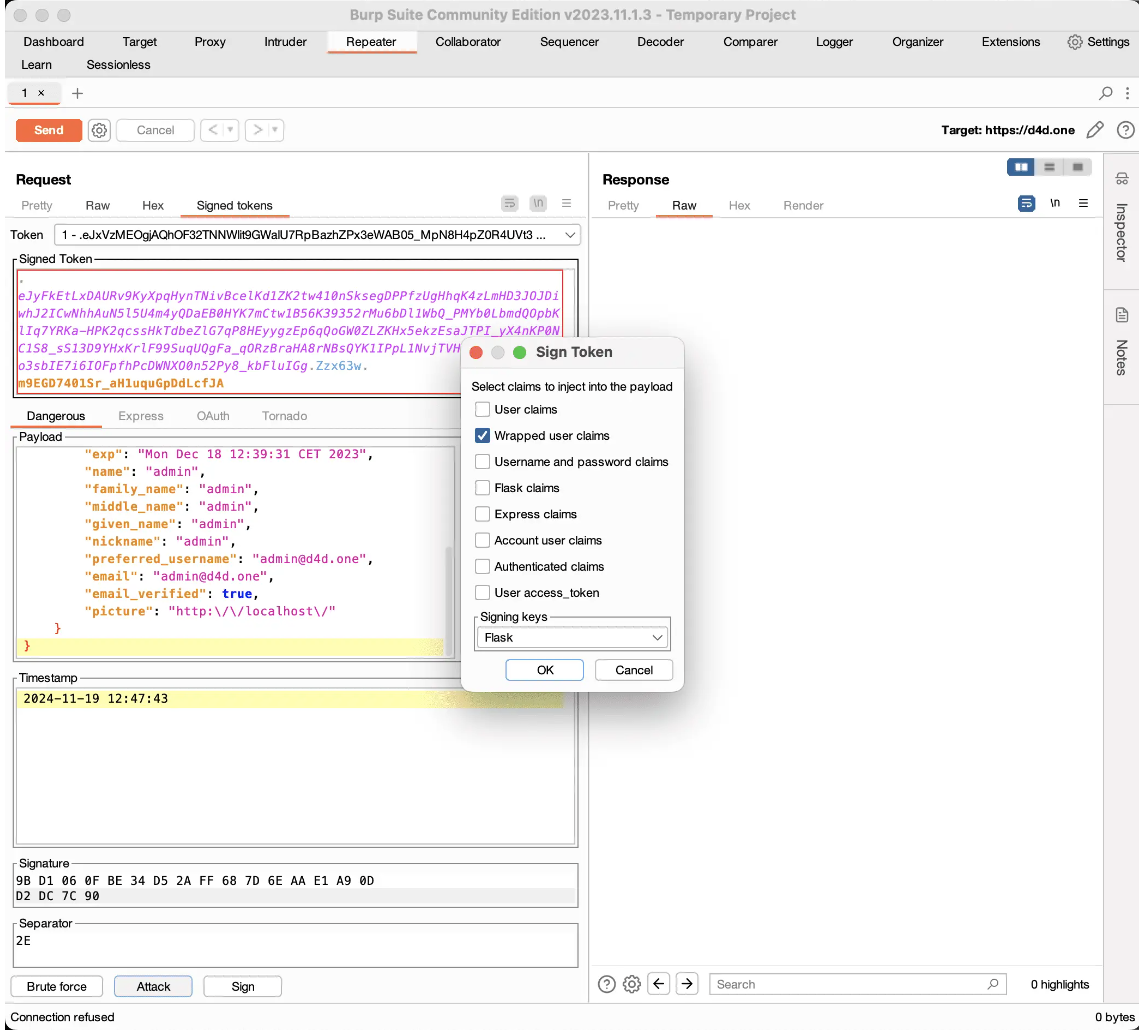 Burp Suite Community Edition v2023.11.1.3 - Temporary Project
Dashboard Target Proxy Intruder Repeater Collaborator Sequencer Decoder Comparer Logger Organizer Extensions Settings
Learn Sessionless
1 × +
Send Cancel < > Target: https://d4d.one
Request
Pretty Raw Hex Signed tokens \n
Token 1 - .eJxVzMEOgjAQhOF32TNNWlit9GWalU7RpBazhZPx3eWAB05_MpN8H4pZ0R4UVt3 ...
Signed Token
.
eJyFkEtLxDAURv9KyXpqHynTNivBcelKd1ZK2tw410nSksegDPPfzUgHhqK4zLmHD3JOJDi
whJ2ICwNhhAuN5l5U4m4yQDaEB0HYK7mCtw1B56K39352rMu6bDl1WbQ_PMYb0LbmdQOpbK
lIq7YRKa-HPK2qcssHkTdbeZlG7qP8HEyygzEp6qQoGW0ZLZKHx5ekzEsaJTPI_yX4nKP0N
C1S8_sS13D9YHxKrlF99SuqUQgFa_qORzBraHA8rNBsQYK1IPpL1NvjTVH
o3sbIE7i6IOFpfhPcDWNXO0n52Py8_kbFluIGg.Zzx63w.
m9EGD7401Sr_aH1uquGpDdLcfJA
Dangerous Express OAuth Tornado
Payload
"exp": "Mon Dec 18 12:39:31 CET 2023",
"name": "admin",
"family_name": "admin",
"middle_name": "admin",
"given_name": "admin",
"nickname": "admin",
"preferred_username": "admin@d4d.one",
"email": "admin@d4d.one",
"email_verified": true,
"picture": "http:\/\/localhost\/"
}
}
Timestamp
2024-11-19 12:47:43
Signature
9B D1 06 0F BE 34 D5 2A FF 68 7D 6E AA E1 A9 0D
D2 DC 7C 90
Separator
2E
Brute force Attack Sign
Connection refused
Sign Token
Select claims to inject into the payload
User claims
Wrapped user claims
Username and password claims
Flask claims
Express claims
Account user claims
Authenticated claims
User access_token
Signing keys
Flask
OK Cancel
Response
Pretty Raw Hex Render \n
Search 0 highlights
0 bytes
Inspector
Notes